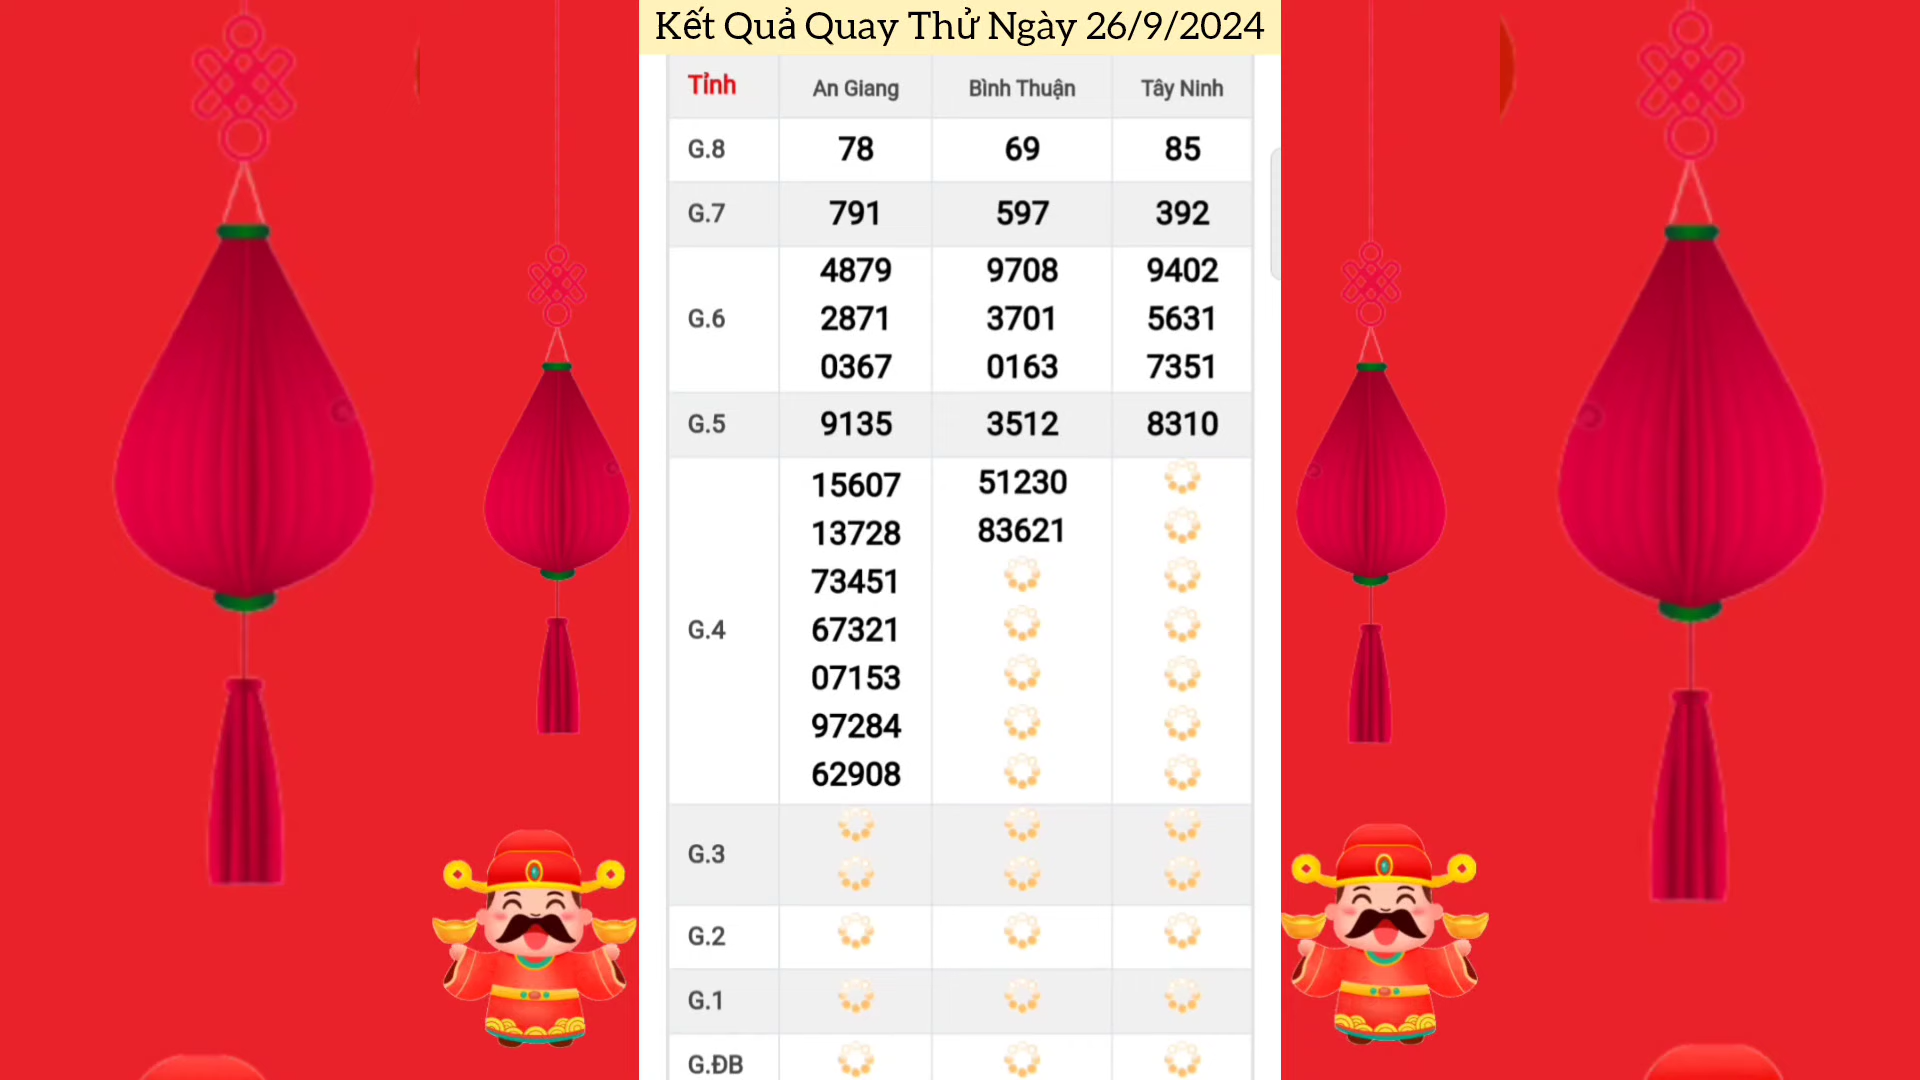 Kết Quả Quay Thử Ngày 26/9/2024
Tỉnh An Giang Bình Thuận Tây Ninh
G.8 78 69 85
G.7 791 597 392
4879 9708 9402
G.6 2871 3701 5631
0367 0163 7351
G.5 9135 3512 8310
15607 51230
13728 83621
73451
G.4 67321
07153
97284
62908
G.3
G.2
G.1
G.ĐB